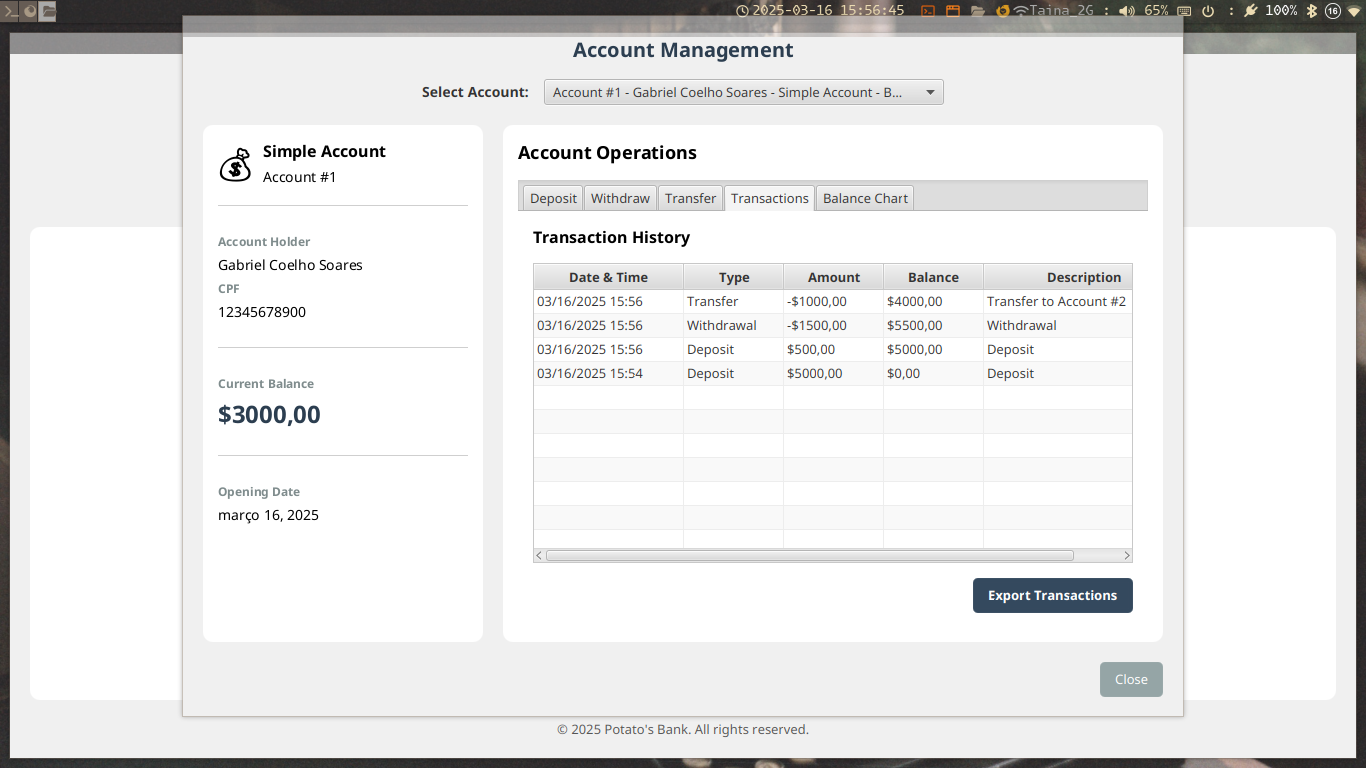 2025-03-16 15:56:45 Taina_2G : 65% : 100% 16
Account Management
Select Account: Account #1 - Gabriel Coelho Soares - Simple Account - B...
Simple Account
Account #1
Account Holder
Gabriel Coelho Soares
CPF
12345678900
Current Balance
$3000,00
Opening Date
março 16, 2025
Account Operations
Deposit Withdraw Transfer Transactions Balance Chart
Transaction History
Date & Time Type Amount Balance Description
03/16/2025 15:56 Transfer -$1000,00 $4000,00 Transfer to Account #2
03/16/2025 15:56 Withdrawal -$1500,00 $5500,00 Withdrawal
03/16/2025 15:56 Deposit $500,00 $5000,00 Deposit
03/16/2025 15:54 Deposit $5000,00 $0,00 Deposit
Export Transactions
Close
© 2025 Potato's Bank. All rights reserved.